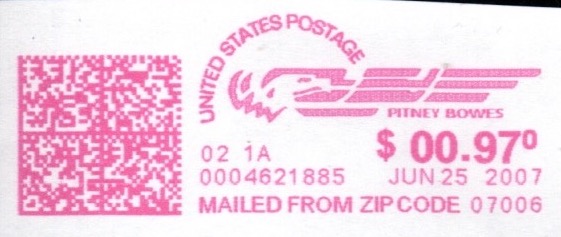 UNITED STATES POSTAGE
PITNEY BOWES
$ 00.97⁰
02 1A
0004621885 JUN 25 2007
MAILED FROM ZIP CODE 07006